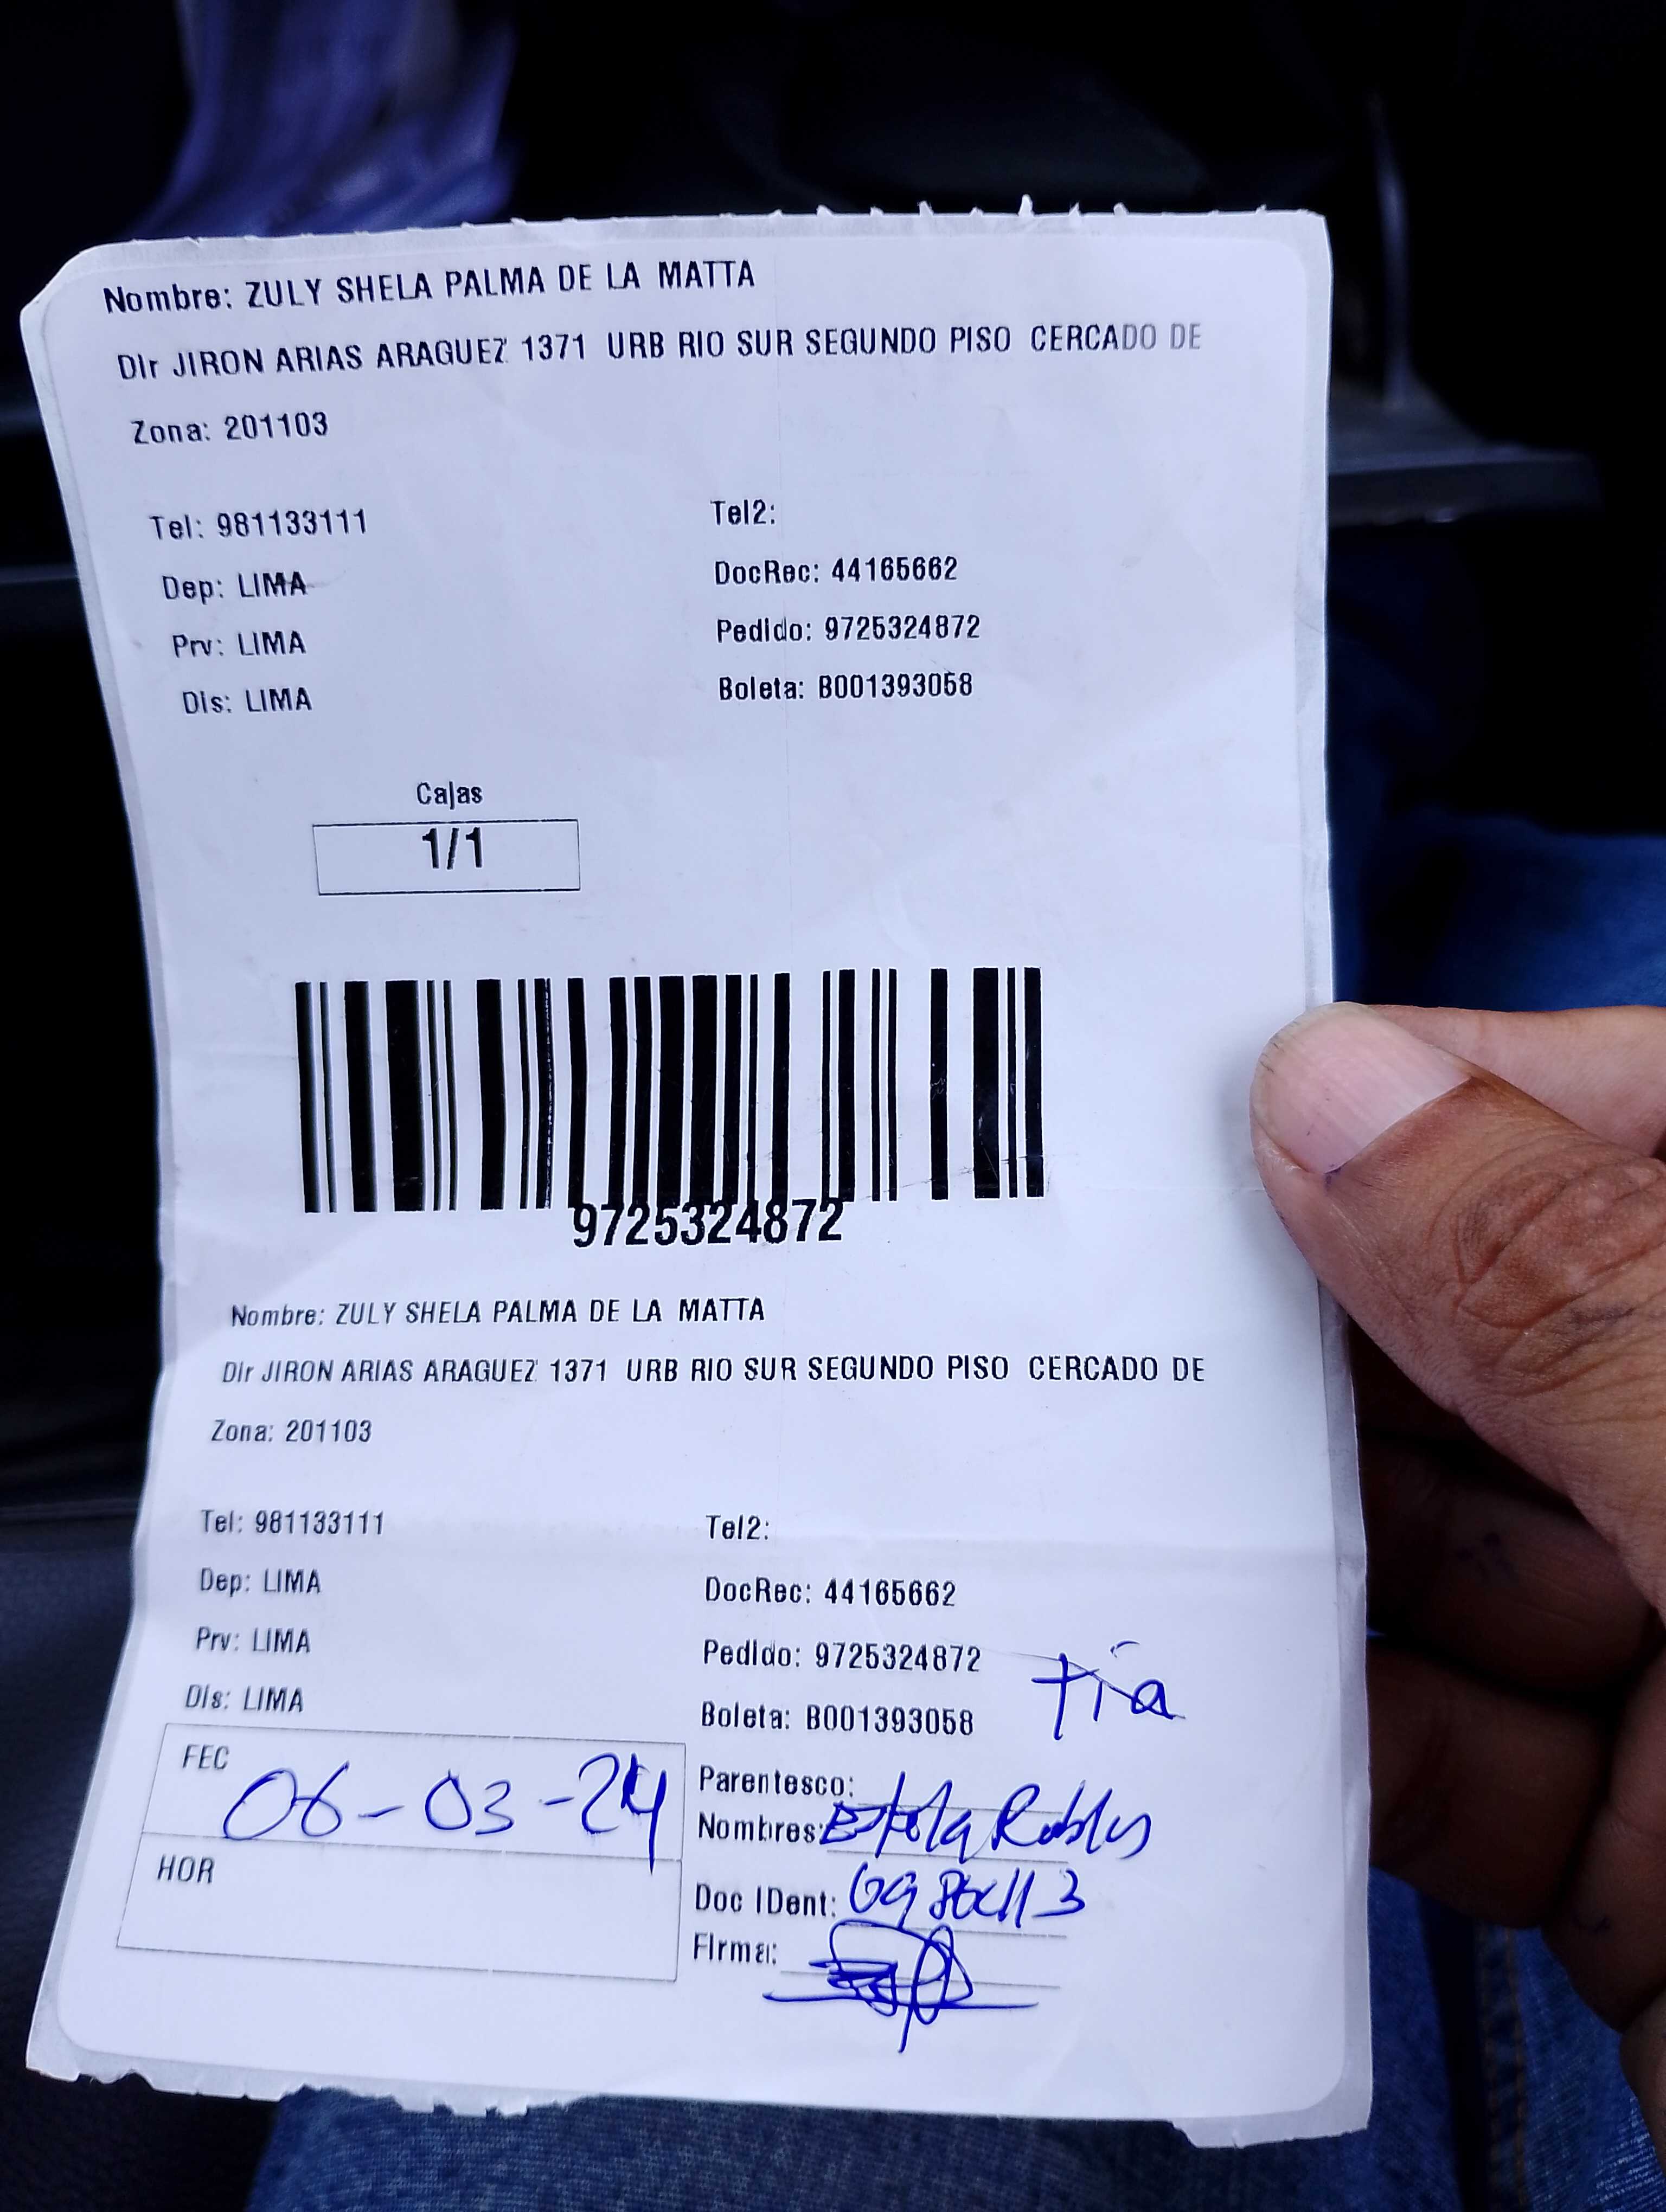 Nombre: ZULY SHELA PALMA DE LA MATTA
Dir JIRON ARIAS ARAGUEZ 1371 URB RIO SUR SEGUNDO PISO CERCADO DE
Zona: 201103
Tel: 981133111 Tel2:
Dep: LIMA DocRec: 44165662
Prv: LIMA Pedido: 9725324872
Dis: LIMA Boleta: B001393058
Cajas
1/1
9725324872
Nombre: ZULY SHELA PALMA DE LA MATTA
Dir JIRON ARIAS ARAGUEZ 1371 URB RIO SUR SEGUNDO PISO CERCADO DE
Zona: 201103
Tel: 981133111 Tel2:
Dep: LIMA DocRec: 44165662
Prv: LIMA Pedido: 9725324872
Dis: LIMA Boleta: B001393058
tía
FEC 06-03-24 Parentesco:
Nombres: Robles
HOR Doc IDent:
Firma: